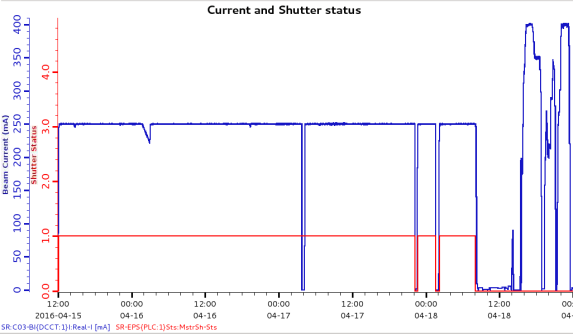 Current and Shutter status
Beam Current (mA)
400
350
300
250
200
150
100
50
0
Shutter Status
4.0
3.0
2.0
1.0
0.0
12:00 00:00 12:00 00:00 12:00 00:00 12:00
2016-04-15 04-16 04-16 04-17 04-17 04-18 04-18
SR:C03-BI{DCCT:1}I:Real-I [mA] SR-EPS{PLC:1}Sts:MstrSh-Sts